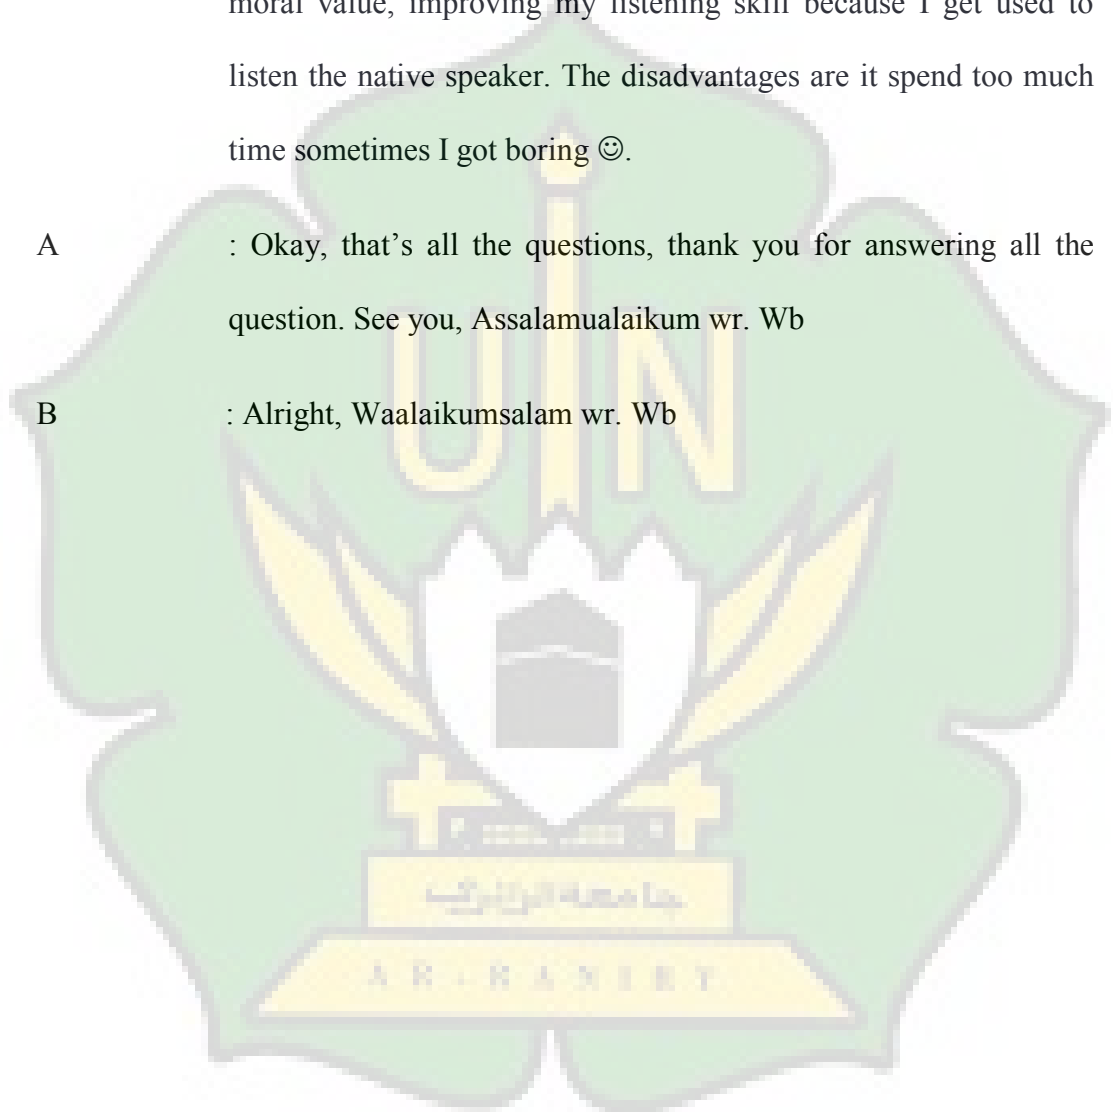 moral value, improving my listening skill because I get used to
listen the native speaker. The disadvantages are it spend too much
time sometimes I got boring ☺.
A : Okay, that's all the questions, thank you for answering all the
question. See you, Assalamualaikum wr. Wb
B : Alright, Waalaikumsalam wr. Wb
UIN
جامعة الرانيري
AR-RANIRY